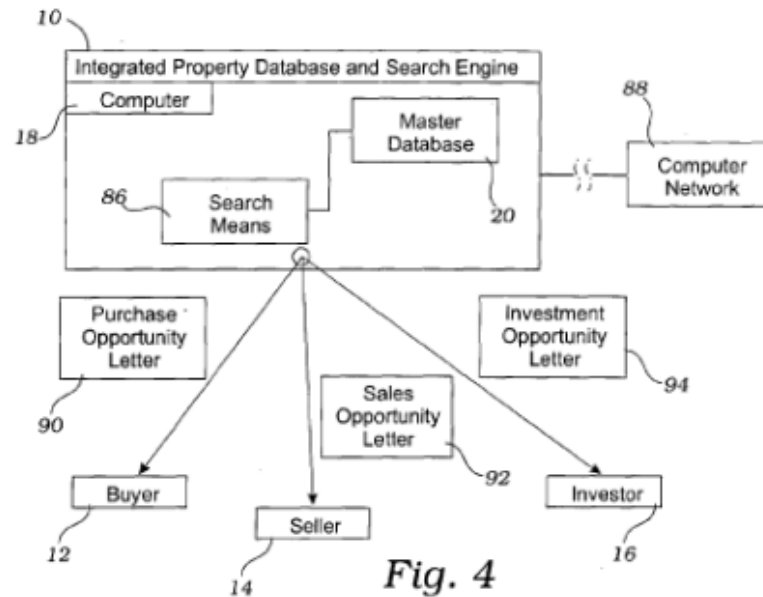 10
Integrated Property Database and Search Engine
Computer
18
Master
Database
20
88
Computer
Network
86
Search
Means
Purchase
Opportunity
Letter
90
Investment
Opportunity
Letter
94
Sales
Opportunity
Letter
92
Buyer
12
Seller
14
Investor
16
Fig. 4